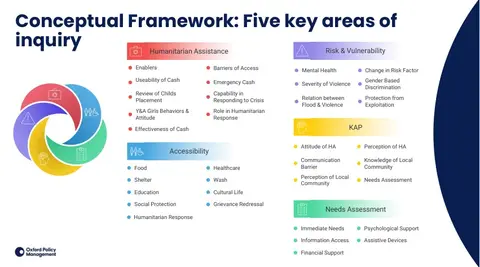 Conceptual Framework: Five key areas of
inquiry
Humanitarian Assistance
Enablers
Useability of Cash
Review of Childs
Placement
Y&A Girls Behaviors &
Attitude
Effectiveness of Cash
Barriers of Access
Emergency Cash
Capability in
Responding to Crisis
Role in Humanitarian
Response
Accessibility
Food
Shelter
Education
Social Protection
Humanitarian Response
Healthcare
Wash
Cultural Life
Grievance Redressal
Risk & Vulnerability
Mental Health
Severity of Violence
Relation between
Flood & Violence
Change in Risk Factor
Gender Based
Discrimination
Protection from
Exploitation
KAP
Attitude of HA
Communication
Barrier
Perception of Local
Community
Perception of HA
Knowledge of Local
Community
Needs Assessment
Needs Assessment
Immediate Needs
Information Access
Financial Support
Psychological Support
Assistive Devices
Oxford Policy
Management